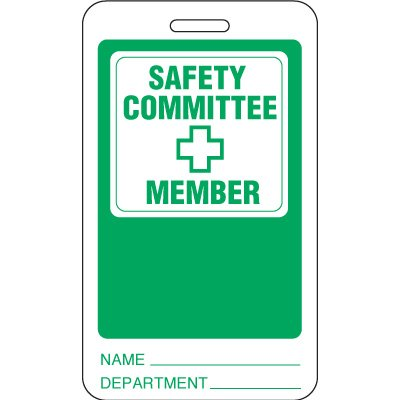 SAFETY
COMMITTEE
MEMBER
NAME
DEPARTMENT